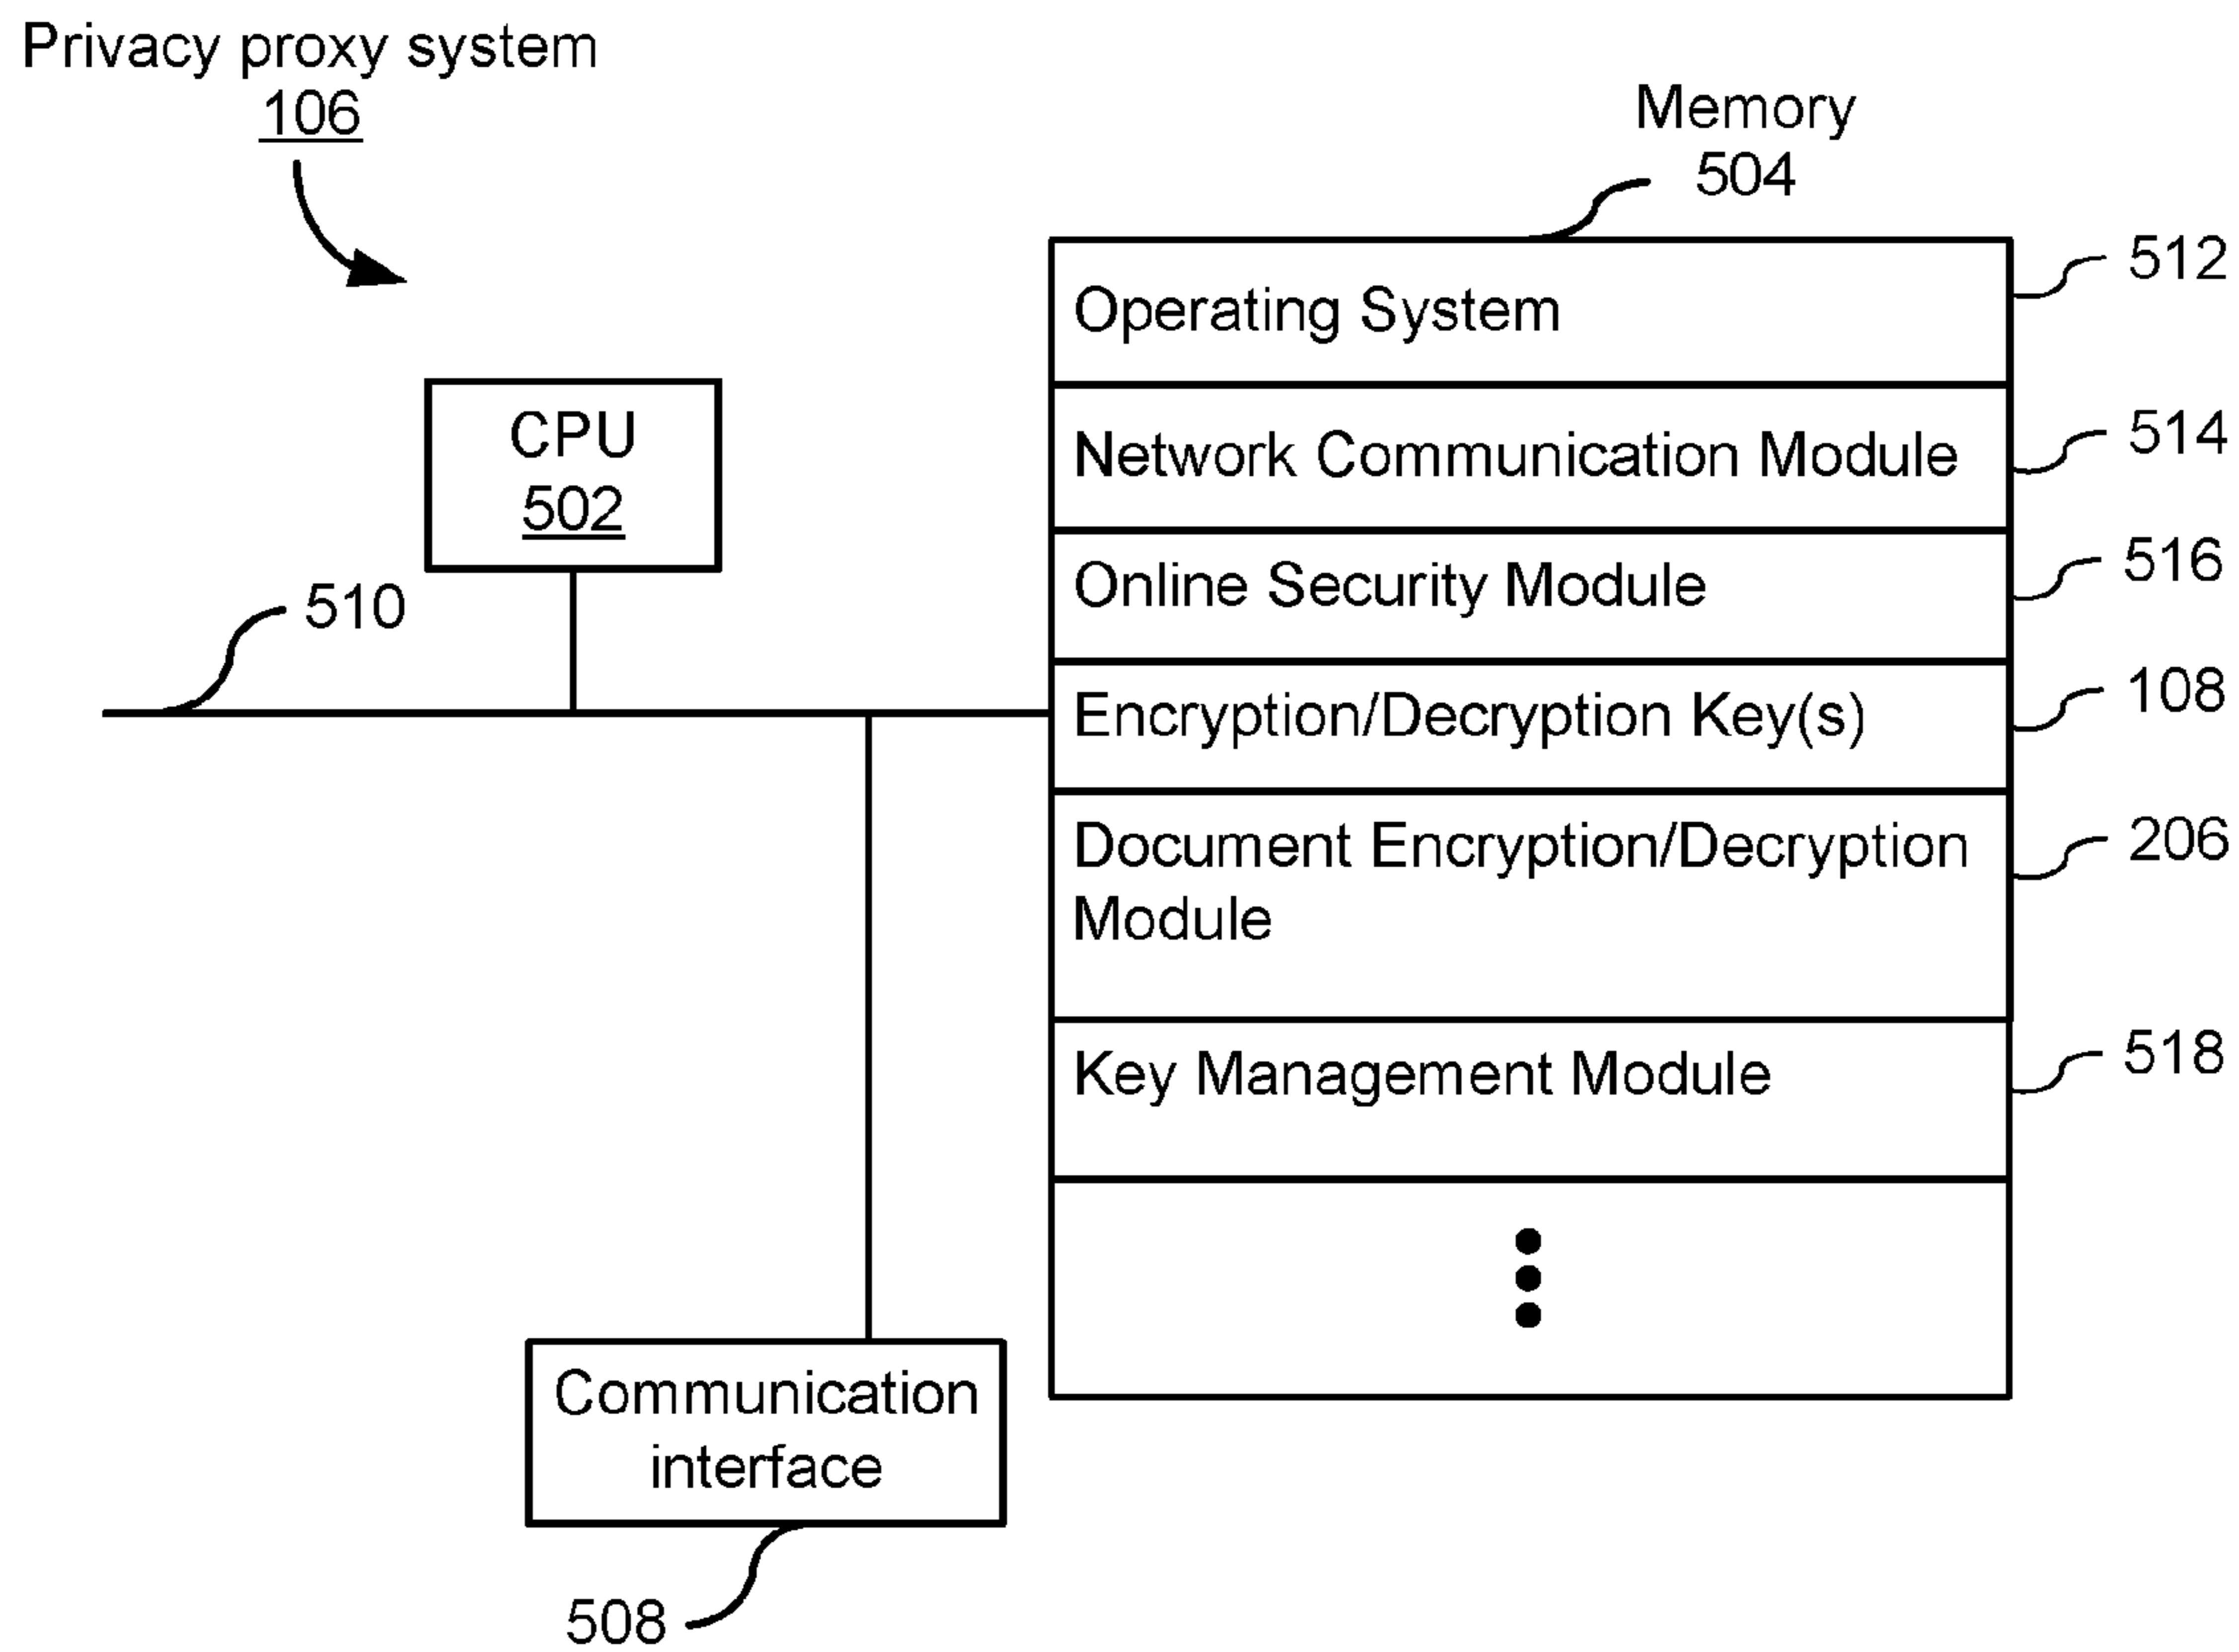 Privacy proxy system
106
Memory
504
Operating System
512
CPU
502
Network Communication Module
514
Online Security Module
516
510
Encryption/Decryption Key(s)
108
Document Encryption/Decryption
Module
206
Key Management Module
518
Communication
interface
508